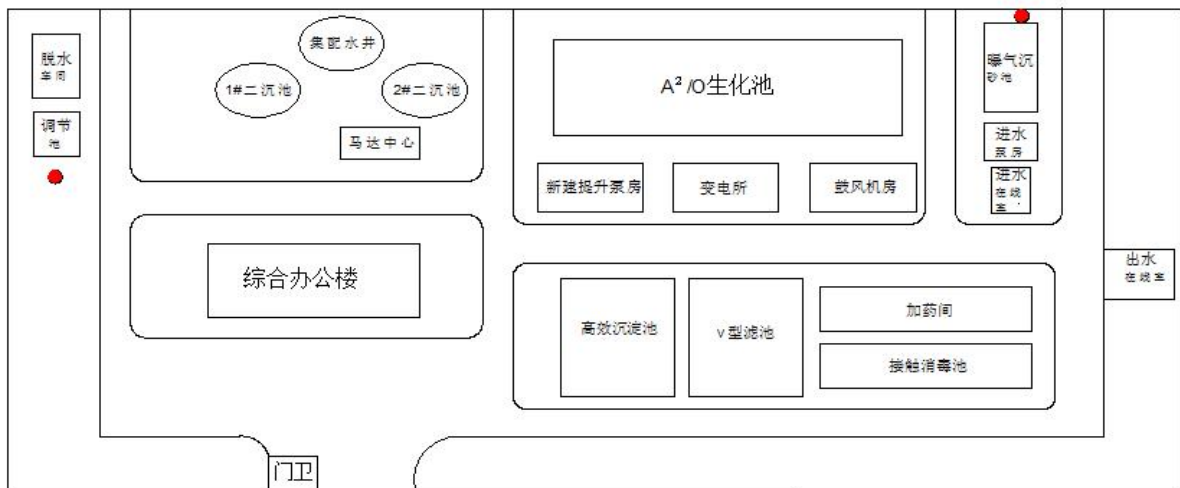 脱水
车间
调节
池
集配水井
1#二沉池
2#二沉池
马达中心
A²/O生化池
新建提升泵房
变电所
鼓风机房
曝气沉
砂池
进水
泵房
进水
在线
室
综合办公楼
高效沉淀池
V型滤池
加药间
接触消毒池
出水
在线室
门卫